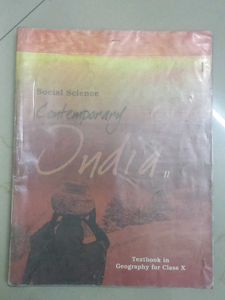 Social Science
Contemporary
India
II
Textbook in
Geography for Class X